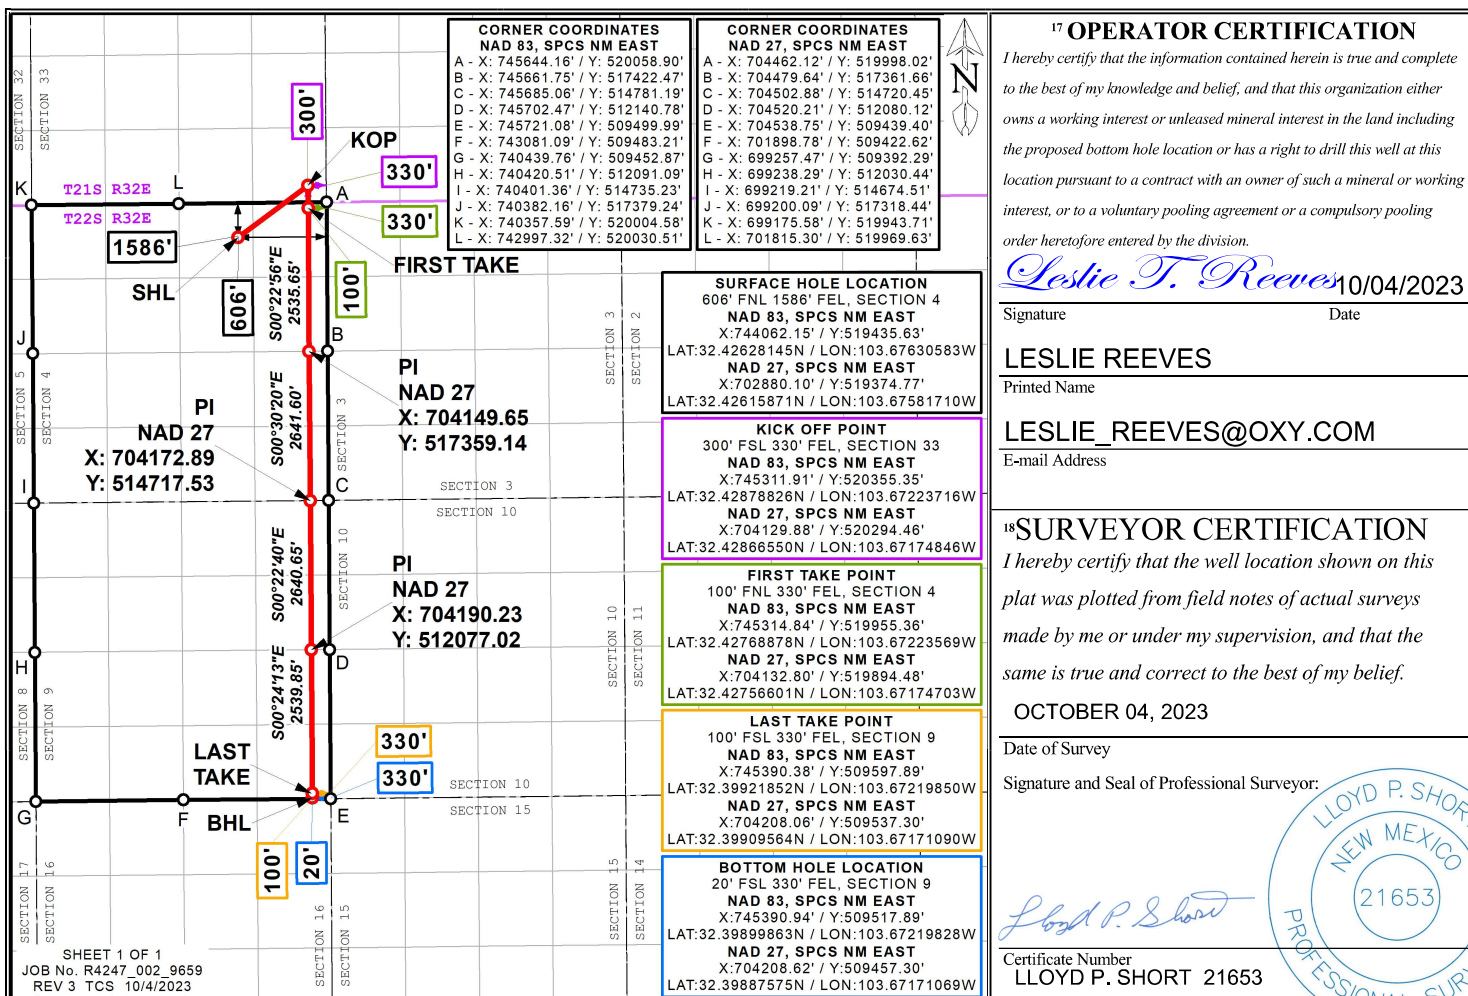 CORNER COORDINATES
NAD 83, SPCS NM EAST
A - X: 745644.16' / Y: 520058.90'
B - X: 745661.75' / Y: 517422.47'
C - X: 745685.06' / Y: 514781.19'
D - X: 745702.47' / Y: 512140.78'
E - X: 745721.08' / Y: 509499.99'
F - X: 743081.09' / Y: 509483.21'
G - X: 740439.76' / Y: 509452.87'
H - X: 740420.51' / Y: 512091.09'
I - X: 740401.36' / Y: 514735.23'
J - X: 740382.16' / Y: 517379.24'
K - X: 740357.59' / Y: 520004.58'
L - X: 742997.32' / Y: 520030.51'
CORNER COORDINATES
NAD 27, SPCS NM EAST
A - X: 704462.12' / Y: 519998.02'
B - X: 704479.64' / Y: 517361.66'
C - X: 704502.88' / Y: 514720.45'
D - X: 704520.21' / Y: 512080.12'
E - X: 704538.75' / Y: 509439.40'
F - X: 701898.78' / Y: 509422.62'
G - X: 699257.47' / Y: 509392.29'
H - X: 699238.29' / Y: 512030.44'
I - X: 699219.21' / Y: 514674.51'
J - X: 699200.09' / Y: 517318.44'
K - X: 699175.58' / Y: 519943.71'
L - X: 701815.30' / Y: 519969.63'
N
SECTION 32
SECTION 33
300'
KOP
330'
K
T21S R32E
L
A
T22S R32E
330'
1586'
SHL
606'
FIRST TAKE
100'
S00°22'56"E
2535.65'
J
B
SECTION 5
SECTION 4
SECTION 3
SECTION 2
PI
NAD 27
X: 704149.65
Y: 517359.14
S00°30'20"E
2641.60'
SECTION 3
PI
NAD 27
X: 704172.89
Y: 514717.53
I
C
SECTION 3
SECTION 10
S00°22'40"E
2640.65'
SECTION 10
PI
NAD 27
X: 704190.23
Y: 512077.02
SECTION 10
SECTION 11
H
D
SECTION 8
SECTION 9
S00°24'13"E
2539.85'
LAST
TAKE
330'
330'
SECTION 10
SECTION 15
G
F
BHL
E
100'
20'
SECTION 17
SECTION 16
SECTION 16
SECTION 15
SECTION 15
SECTION 14
SHEET 1 OF 1
JOB No. R4247_002_9659
REV 3 TCS 10/4/2023
SURFACE HOLE LOCATION
606' FNL 1586' FEL, SECTION 4
NAD 83, SPCS NM EAST
X:744062.15' / Y:519435.63'
LAT:32.42628145N / LON:103.67630583W
NAD 27, SPCS NM EAST
X:702880.10' / Y:519374.77'
LAT:32.42615871N / LON:103.67581710W
KICK OFF POINT
300' FSL 330' FEL, SECTION 33
NAD 83, SPCS NM EAST
X:745311.91' / Y:520355.35'
LAT:32.42878826N / LON:103.67223716W
NAD 27, SPCS NM EAST
X:704129.88' / Y:520294.46'
LAT:32.42866550N / LON:103.67174846W
FIRST TAKE POINT
100' FNL 330' FEL, SECTION 4
NAD 83, SPCS NM EAST
X:745314.84' / Y:519955.36'
LAT:32.42768878N / LON:103.67223569W
NAD 27, SPCS NM EAST
X:704132.80' / Y:519894.48'
LAT:32.42756601N / LON:103.67174703W
LAST TAKE POINT
100' FSL 330' FEL, SECTION 9
NAD 83, SPCS NM EAST
X:745390.38' / Y:509597.89'
LAT:32.39921852N / LON:103.67219850W
NAD 27, SPCS NM EAST
X:704208.06' / Y:509537.30'
LAT:32.39909564N / LON:103.67171090W
BOTTOM HOLE LOCATION
20' FSL 330' FEL, SECTION 9
NAD 83, SPCS NM EAST
X:745390.94' / Y:509517.89'
LAT:32.39899863N / LON:103.67219828W
NAD 27, SPCS NM EAST
X:704208.62' / Y:509457.30'
LAT:32.39887575N / LON:103.67171069W
17 OPERATOR CERTIFICATION
I hereby certify that the information contained herein is true and complete
to the best of my knowledge and belief, and that this organization either
owns a working interest or unleased mineral interest in the land including
the proposed bottom hole location or has a right to drill this well at this
location pursuant to a contract with an owner of such a mineral or working
interest, or to a voluntary pooling agreement or a compulsory pooling
order heretofore entered by the division.
Leslie T. Reeves 10/04/2023
Signature Date
LESLIE REEVES
Printed Name
LESLIE_REEVES@OXY.COM
E-mail Address
18 SURVEYOR CERTIFICATION
I hereby certify that the well location shown on this
plat was plotted from field notes of actual surveys
made by me or under my supervision, and that the
same is true and correct to the best of my belief.
OCTOBER 04, 2023
Date of Survey
Signature and Seal of Professional Surveyor:
LLOYD P. SHORT
NEW MEXICO
21653
PROFESSIONAL SUR
Lloyd P. Short
Certificate Number
LLOYD P. SHORT 21653